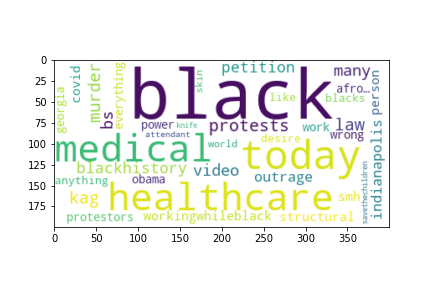 0
25
50
75
100
125
150
175
black
petition
many
afro...
blacks
person
covid
murder
everything
georgia
bs
skin
like
power
knife
protests
work
law
attendant
wrong
medical
world
desire
today
indianapolis
blackhistory
video
outrage
anything
obama
kag
healthcare
smh
savethechildren
protestors
workingwhileblack
structural
0 50 100 150 200 250 300 350